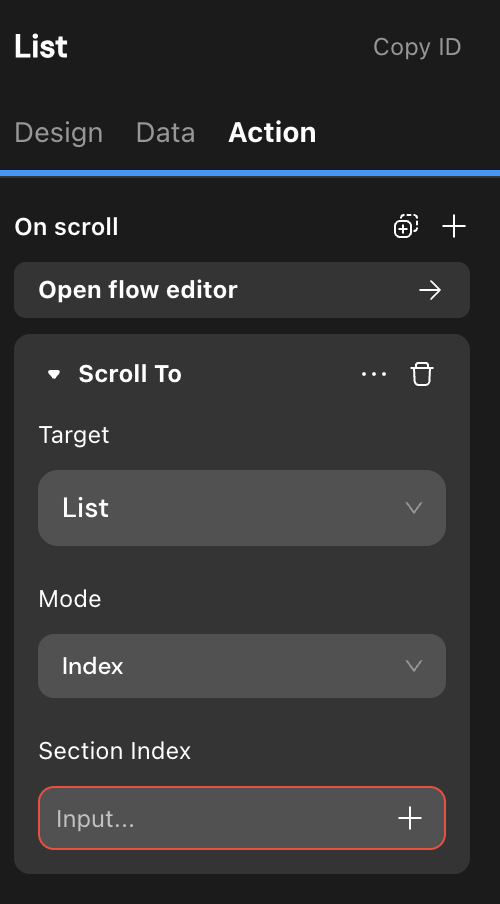 List
Copy ID
Design Data Action
On scroll
Open flow editor
Scroll To
Target
List
Mode
Index
Section Index
Input...